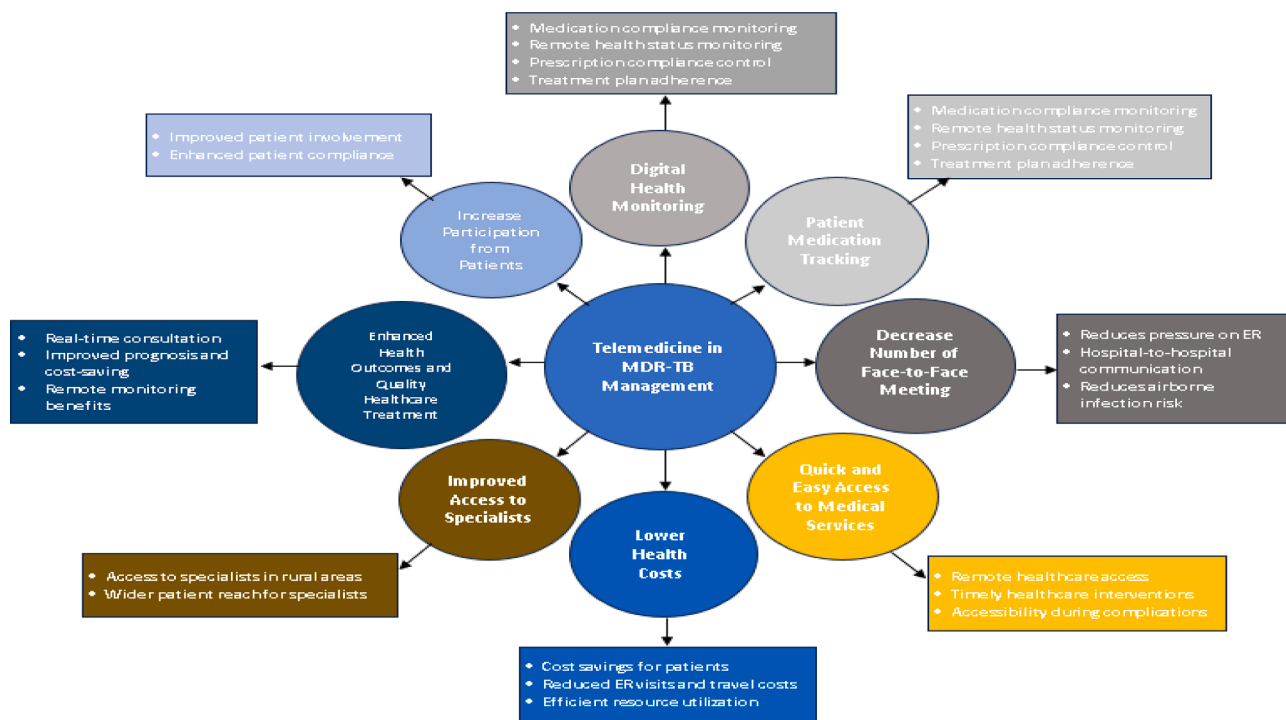 • Medication compliance monitoring
• Remote health status monitoring
• Prescription compliance control
• Treatment plan adherence
• Medication compliance monitoring
• Remote health status monitoring
• Prescription compliance control
• Treatment plan adherence
• Improved patient involvement
• Enhanced patient compliance
Digital
Health
Monitoring
Increase
Participation
from
Patients
Patient
Medication
Tracking
• Real-time consultation
• Improved prognosis and
cost-saving
• Remote monitoring
benefits
Enhanced
Health
Outcomes and
Quality
Healthcare
Treatment
Telemedicine in
MDR-TB
Management
Decrease
Number of
Face-to-Face
Meeting
• Reduces pressure on ER
• Hospital-to-hospital
communication
• Reduces airborne
infection risk
Improved
Access to
Specialists
Quick and
Easy Access
to Medical
Services
Lower
Health
Costs
• Access to specialists in rural areas
• Wider patient reach for specialists
• Remote healthcare access
• Timely healthcare interventions
• Accessibility during complications
• Cost savings for patients
• Reduced ER visits and travel costs
• Efficient resource utilization